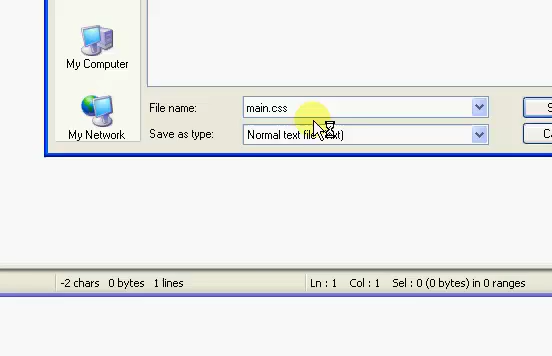 My Computer
File name: main.css
My Network
Save as type: Normal text file
-2 chars 0 bytes 1 lines
Ln : 1 Col : 1 Sel : 0 (0 bytes) in 0 ranges